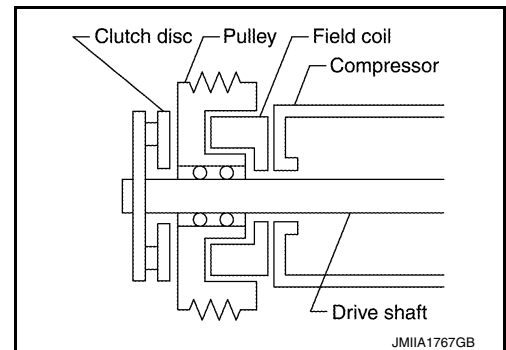 Clutch disc
Pulley
Field coil
Compressor
Drive shaft
JMIIA1767GB